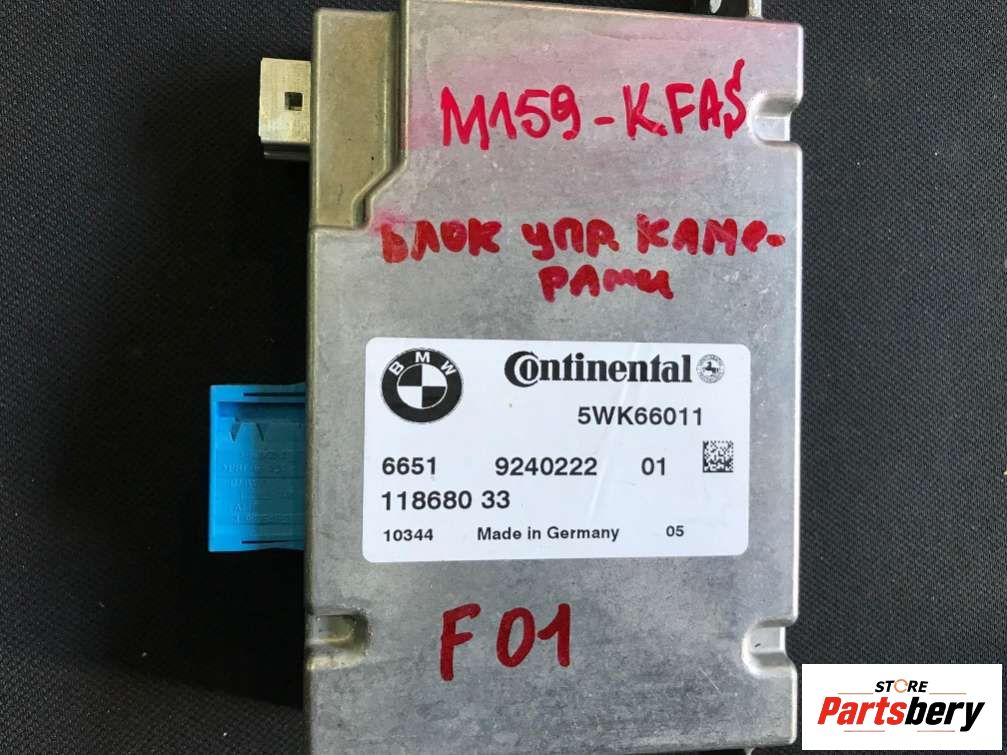 M159-K.FAS
БЛОК УПР. КАМЕ-
РАМИ
BMW
Continental
5WK66011
6651 9240222 01
118680 33
10344 Made in Germany 05
F 01
STORE
Partsbery